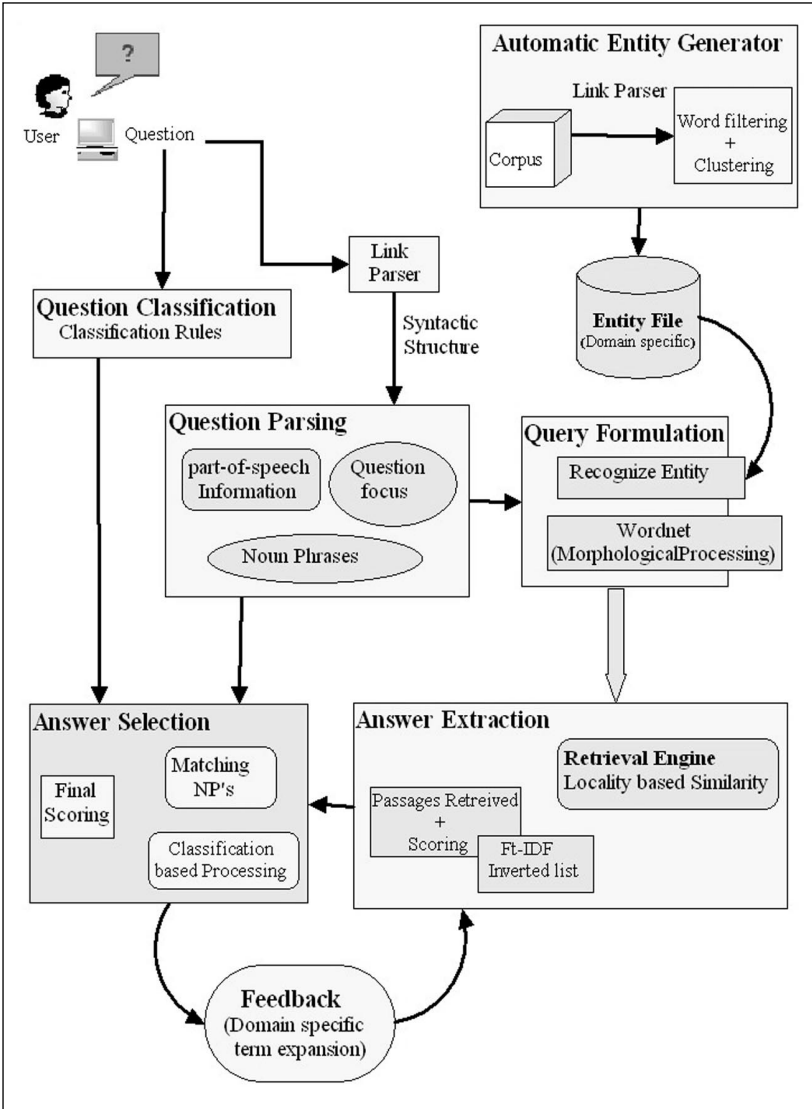 ?
User
Question
Automatic Entity Generator
Link Parser
Corpus
Word filtering
+
Clustering
Link
Parser
Question Classification
Classification Rules
Syntactic
Structure
Entity File
(Domain specific)
Question Parsing
part-of-speech
Information
Question
focus
Noun Phrases
Query Formulation
Recognize Entity
Wordnet
(MorphologicalProcessing)
Answer Selection
Final
Scoring
Matching
NP's
Classification
based Processing
Answer Extraction
Retrieval Engine
Locality based Similarity
Passages Retreived
+
Scoring
Ft-IDF
Inverted list
Feedback
(Domain specific
term expansion)